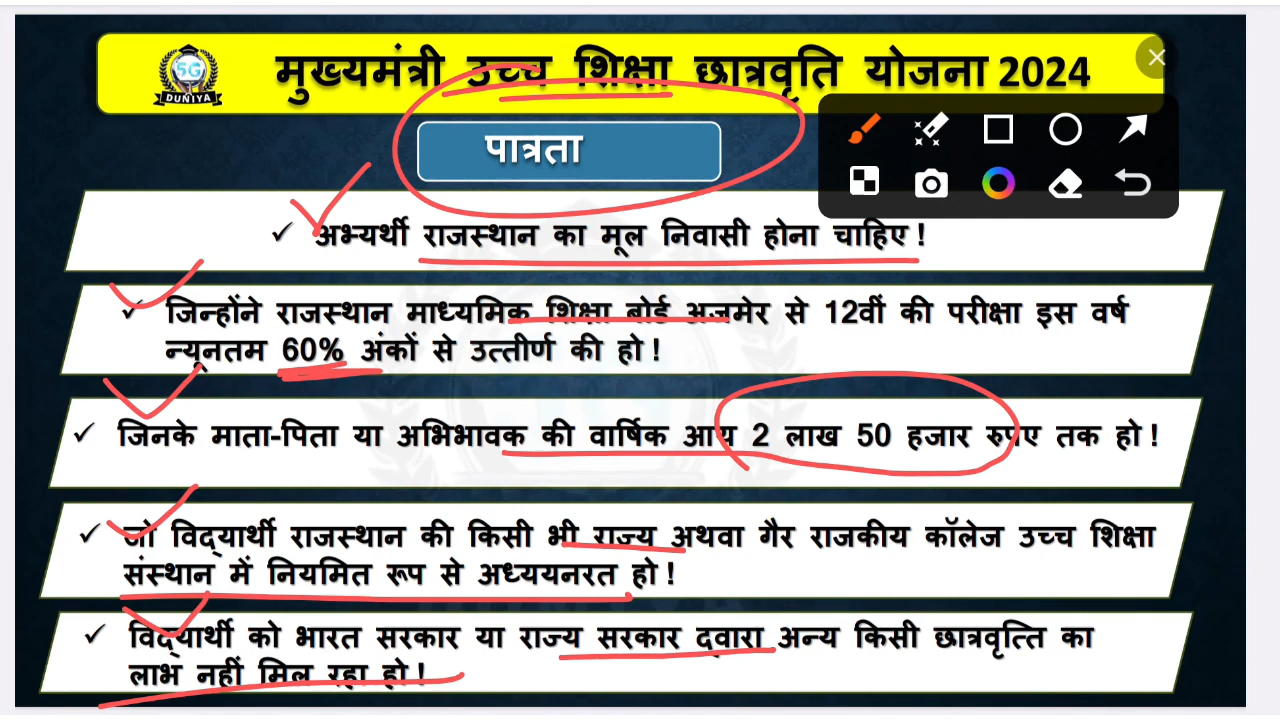 5G
DUNIYA
मुख्यमंत्री उच्च शिक्षा छात्रवृति योजना 2024
पात्रता
✓ अभ्यर्थी राजस्थान का मूल निवासी होना चाहिए !
✓ जिन्होंने राजस्थान माध्यमिक शिक्षा बोर्ड अजमेर से 12वीं की परीक्षा इस वर्ष
न्यूनतम 60% अंकों से उत्तीर्ण की हो !
✓ जिनके माता-पिता या अभिभावक की वार्षिक आय 2 लाख 50 हजार रुपए तक हो !
✓ जो विद्यार्थी राजस्थान की किसी भी राज्य अथवा गैर राजकीय कॉलेज उच्च शिक्षा
संस्थान में नियमित रूप से अध्ययनरत हो !
✓ विद्यार्थी को भारत सरकार या राज्य सरकार द्वारा अन्य किसी छात्रवृत्ति का
लाभ नहीं मिल रहा हो !